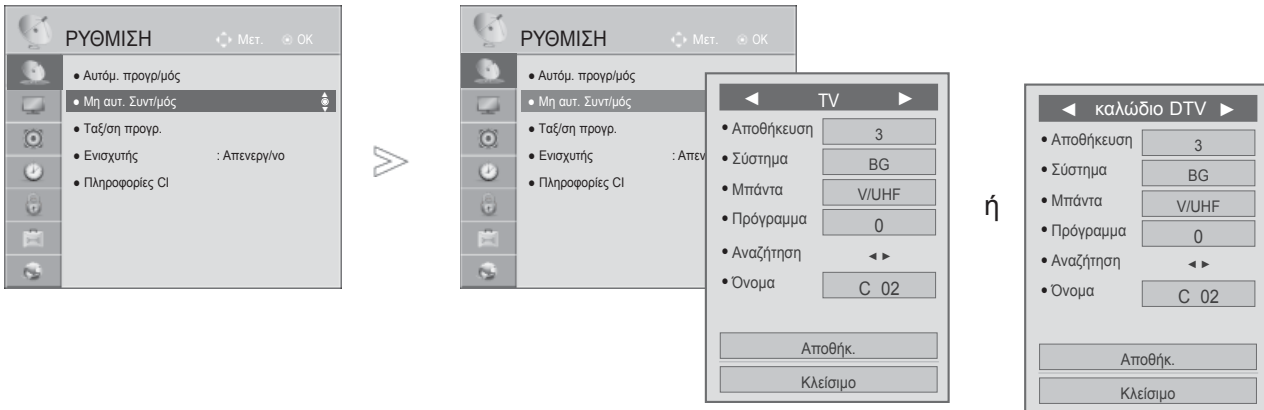 ΡΥΘΜΙΣΗ Μετ. OK
● Αυτόμ. προγρ/μός
● Μη αυτ. Συντ/μός
● Ταξ/ση προγρ.
● Ενισχυτής : Απενεργ/νο
● Πληροφορίες CI
ΡΥΘΜΙΣΗ Μετ. OK
● Αυτόμ. προγρ/μός
● Μη αυτ. Συντ/μός
● Ταξ/ση προγρ.
● Ενισχυτής : Απεν
● Πληροφορίες CI
◄ TV ►
• Αποθήκευση 3
• Σύστημα BG
• Μπάντα V/UHF
• Πρόγραμμα 0
• Αναζήτηση ◄ ►
• Όνομα C 02
Αποθήκ.
Κλείσιμο
ή
◄ καλώδιο DTV ►
• Αποθήκευση 3
• Σύστημα BG
• Μπάντα V/UHF
• Πρόγραμμα 0
• Αναζήτηση ◄ ►
• Όνομα C 02
Αποθήκ.
Κλείσιμο